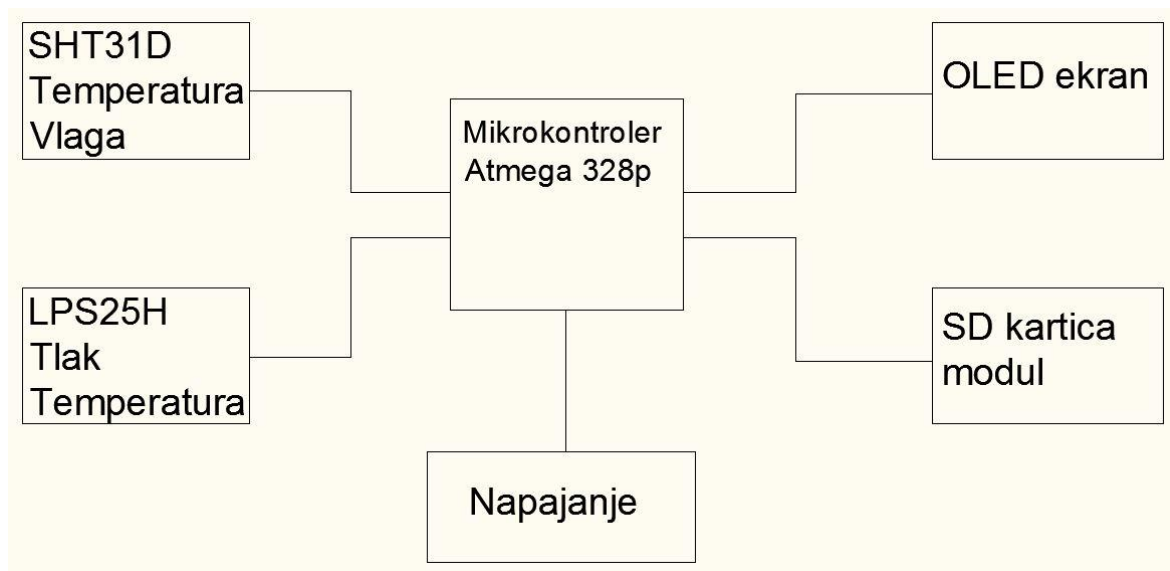 SHT31D
Temperatura
Vlaga
OLED ekran
Mikrokontroler
Atmega 328p
LPS25H
Tlak
Temperatura
SD kartica
modul
Napajanje